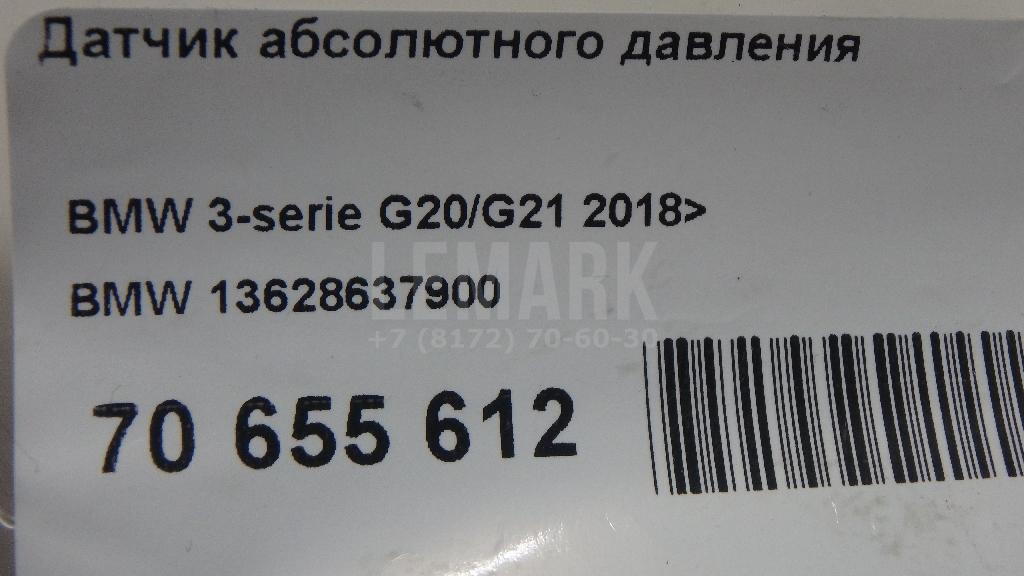 Датчик абсолютного давления
BMW 3-serie G20/G21 2018>
LEMARK
BMW 13628637900
+7 (8172) 70-60-30
70 655 612